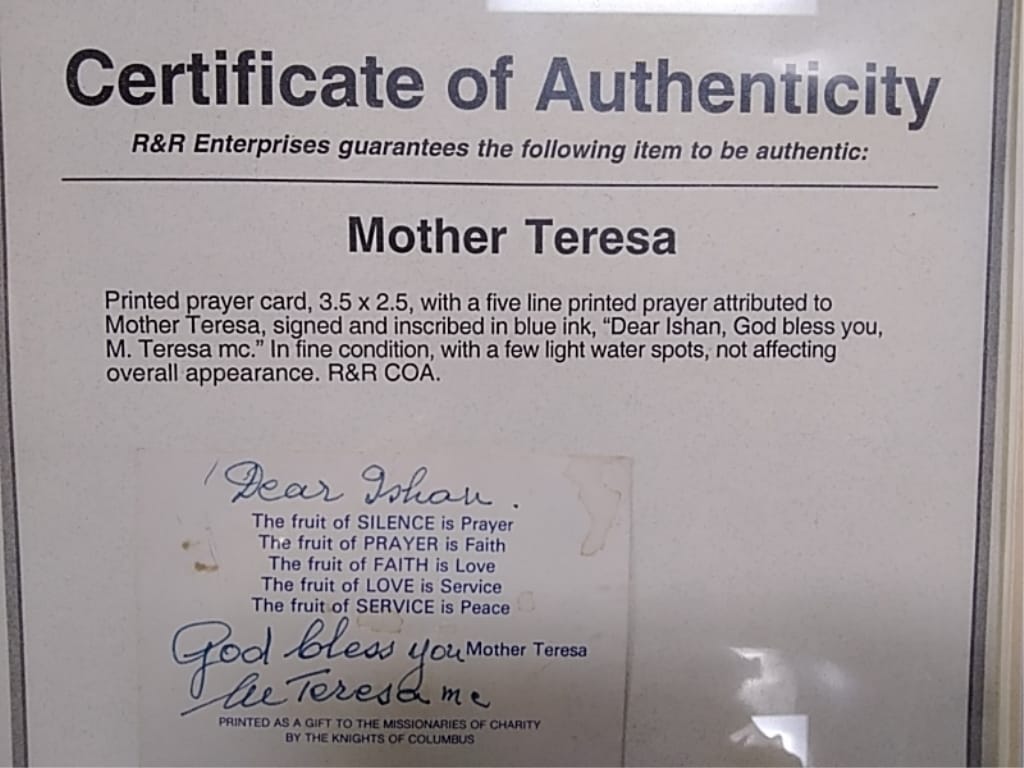 Certificate of Authenticity
R&R Enterprises guarantees the following item to be authentic:
Mother Teresa
Printed prayer card, 3.5 x 2.5, with a five line printed prayer attributed to
Mother Teresa, signed and inscribed in blue ink, “Dear Ishan, God bless you,
M. Teresa mc.” In fine condition, with a few light water spots, not affecting
overall appearance. R&R COA.
Dear Ishan.
The fruit of SILENCE is Prayer
The fruit of PRAYER is Faith
The fruit of FAITH is Love
The fruit of LOVE is Service
The fruit of SERVICE is Peace
God bless you Mother Teresa
M Teresa mc
PRINTED AS A GIFT TO THE MISSIONARIES OF CHARITY
BY THE KNIGHTS OF COLUMBUS